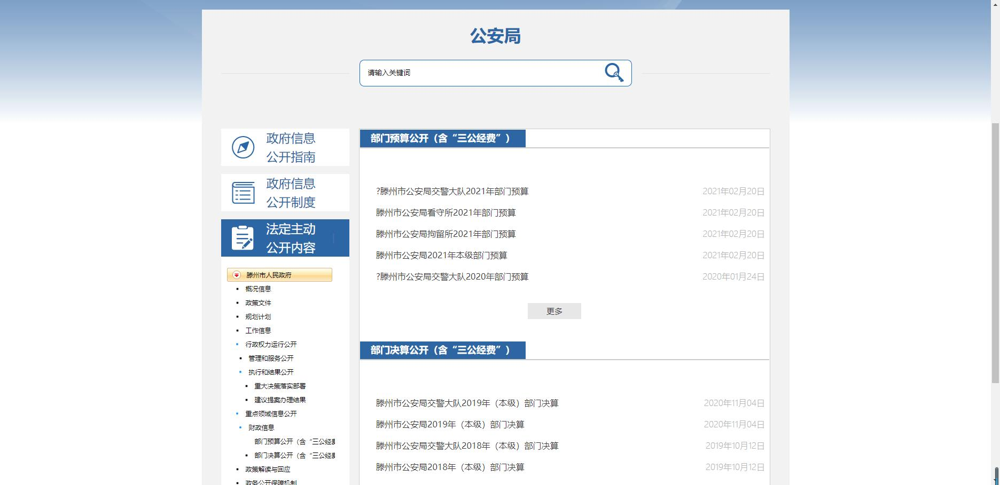 公安局
请输入关键词
政府信息
公开指南
政府信息
公开制度
法定主动
公开内容
滕州市人民政府
概况信息
政策文件
规划计划
工作信息
行政权力运行公开
管理和服务公开
执行和结果公开
重大决策落实部署
建议提案办理结果
重点领域信息公开
财政信息
部门预算公开（含“三公经费
部门决算公开（含“三公经费
政策解读与回应
政务公开保障机制
部门预算公开（含“三公经费”）
?滕州市公安局交警大队2021年部门预算 2021年02月20日
滕州市公安局看守所2021年部门预算 2021年02月20日
滕州市公安局拘留所2021年部门预算 2021年02月20日
滕州市公安局2021年本级部门预算 2021年02月20日
?滕州市公安局交警大队2020年部门预算 2020年01月24日
更多
部门决算公开（含“三公经费”）
滕州市公安局交警大队2019年（本级）部门决算 2020年11月04日
滕州市公安局2019年（本级）部门决算 2020年11月04日
滕州市公安局交警大队2018年（本级）部门决算 2019年10月12日
滕州市公安局2018年（本级）部门决算 2019年10月12日